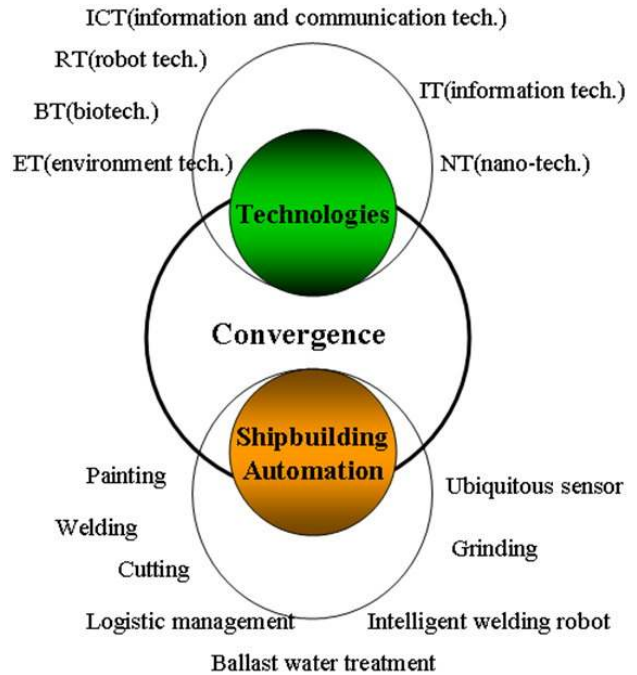 ICT(information and communication tech.)
RT(robot tech.)
IT(information tech.)
BT(biotech.)
ET(environment tech.)
NT(nano-tech.)
Technologies
Convergence
Shipbuilding
Automation
Painting
Ubiquitous sensor
Welding
Grinding
Cutting
Logistic management
Intelligent welding robot
Ballast water treatment